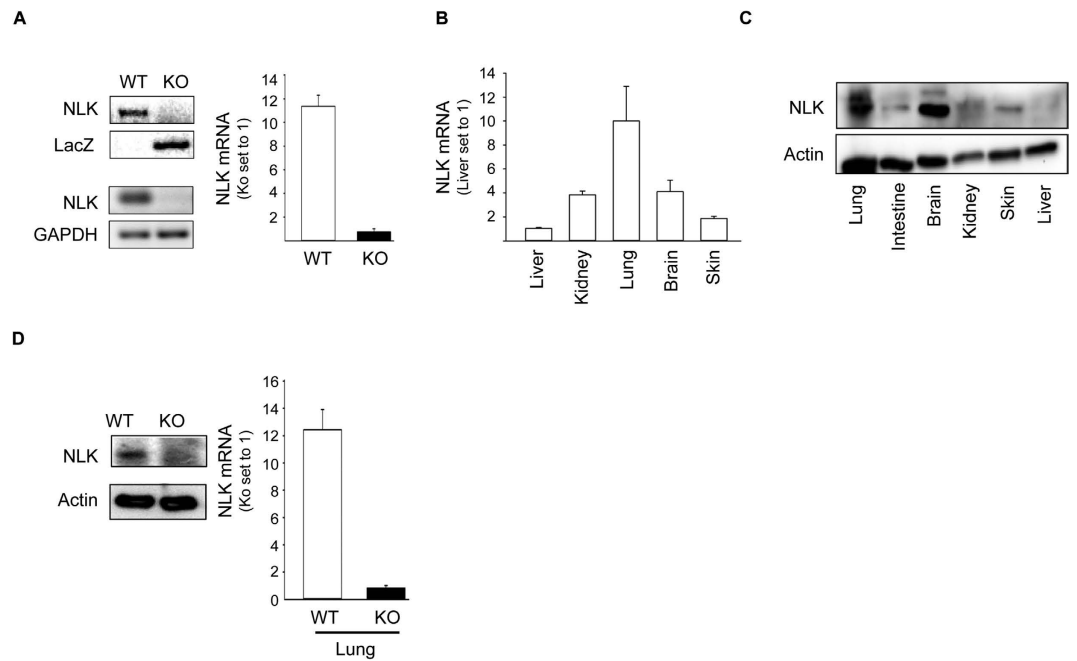 A
WT KO
NLK
LacZ
NLK
GAPDH
NLK mRNA
(Ko set to 1)
14
12
10
8
6
4
2
WT KO
B
NLK mRNA
(Liver set to 1)
14
12
10
8
6
4
2
Liver
Kidney
Lung
Brain
Skin
C
NLK
Actin
Lung
Intestine
Brain
Kidney
Skin
Liver
D
WT KO
NLK
Actin
NLK mRNA
(Ko set to 1)
16
14
12
10
8
6
4
2
0
WT KO
Lung